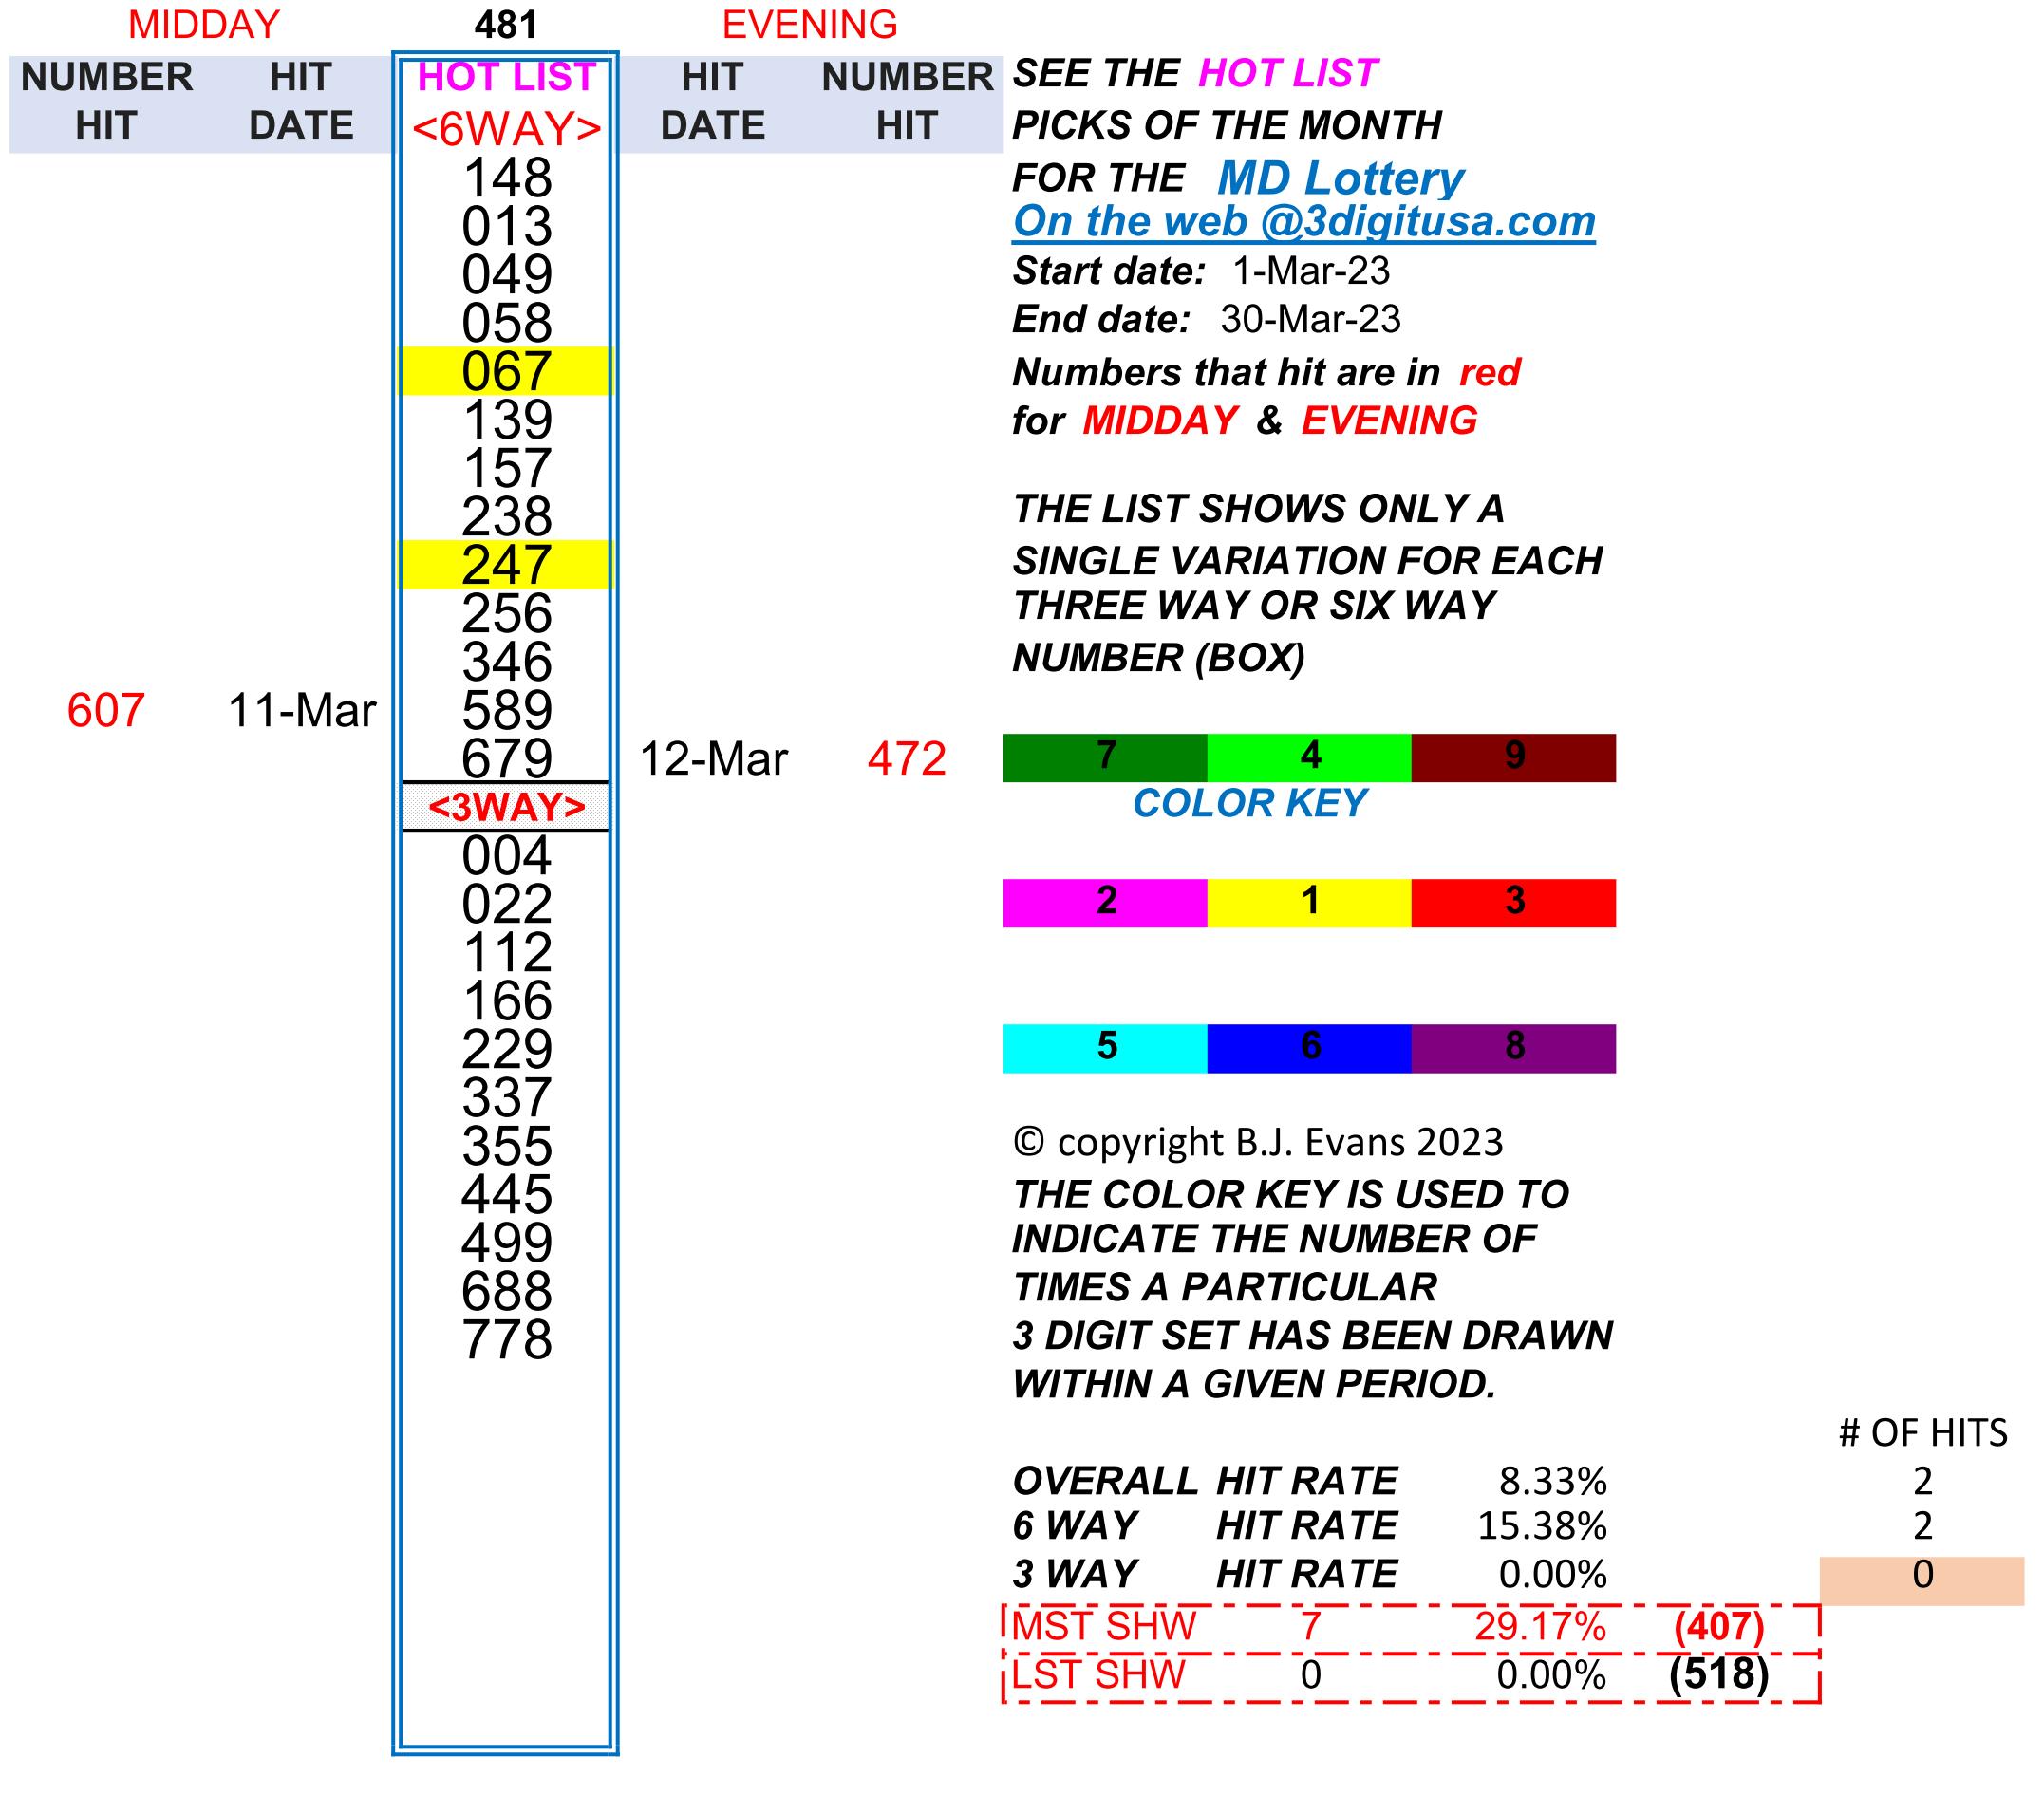 MIDDAY 481 EVENING
NUMBER HIT HOT LIST HIT NUMBER
HIT DATE <6WAY> DATE HIT
SEE THE HOT LIST
PICKS OF THE MONTH
148 FOR THE MD Lottery
013 On the web @3digitusa.com
049 Start date: 1-Mar-23
058 End date: 30-Mar-23
067 Numbers that hit are in red
139 for MIDDAY & EVENING
157
238 THE LIST SHOWS ONLY A
247 SINGLE VARIATION FOR EACH
256 THREE WAY OR SIX WAY
346 NUMBER (BOX)
607 11-Mar 589
679 12-Mar 472 7 4 9
<3WAY> COLOR KEY
004
022 2 1 3
112
166
229 5 6 8
337
355 © copyright B.J. Evans 2023
445 THE COLOR KEY IS USED TO
499 INDICATE THE NUMBER OF
688 TIMES A PARTICULAR
778 3 DIGIT SET HAS BEEN DRAWN
WITHIN A GIVEN PERIOD.
# OF HITS
OVERALL HIT RATE 8.33% 2
6 WAY HIT RATE 15.38% 2
3 WAY HIT RATE 0.00% 0
MST SHW 7 29.17% (407)
LST SHW 0 0.00% (518)